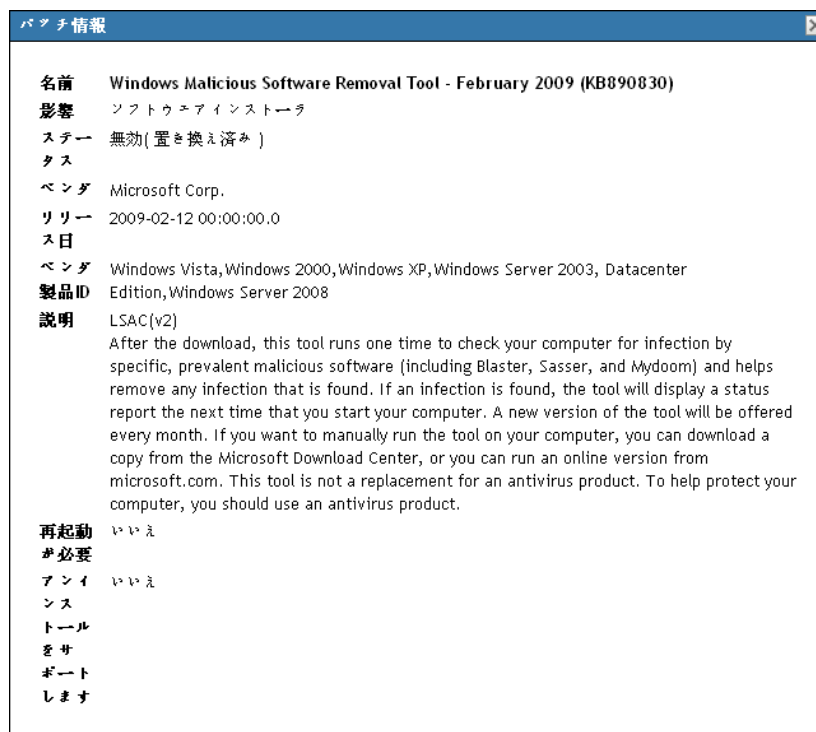 パッチ情報
名前 Windows Malicious Software Removal Tool - February 2009 (KB890830)
影響 ソフトウェアインストーラ
ステー 無効( 置き換え済み )
タス
ベンダ Microsoft Corp.
リリー 2009-02-12 00:00:00.0
ス日
ベンダ Windows Vista,Windows 2000,Windows XP,Windows Server 2003, Datacenter
製品ID Edition,Windows Server 2008
説明 LSAC(v2)
After the download, this tool runs one time to check your computer for infection by
specific, prevalent malicious software (including Blaster, Sasser, and Mydoom) and helps
remove any infection that is found. If an infection is found, the tool will display a status
report the next time that you start your computer. A new version of the tool will be offered
every month. If you want to manually run the tool on your computer, you can download a
copy from the Microsoft Download Center, or you can run an online version from
microsoft.com. This tool is not a replacement for an antivirus product. To help protect your
computer, you should use an antivirus product.
再起動 いいえ
が必要
アンイ いいえ
ンス
トール
をサ
ポート
します